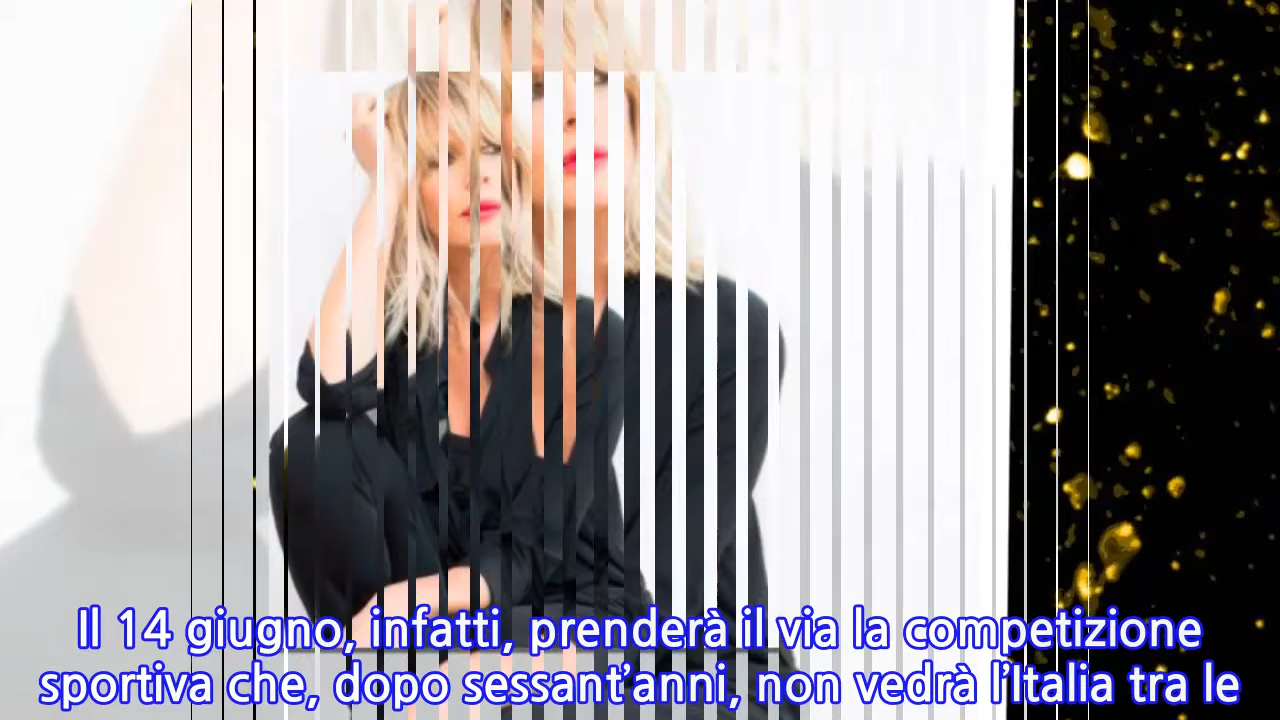 Il 14 giugno, infatti, prenderà il via la competizione
sportiva che, dopo sessant'anni, non vedrà l'Italia tra le